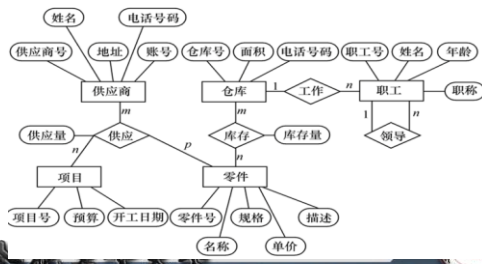 姓名 电话号码
供应商号 地址 账号 仓库号 面积 电话号码 职工号 姓名 年龄
供应商 仓库 1 工作 n 职工 职称
m m 1 n
供应量 供应 库存 库存量 领导
n p n
项目 零件
项目号 预算 开工日期 零件号 规格 描述
名称 单价